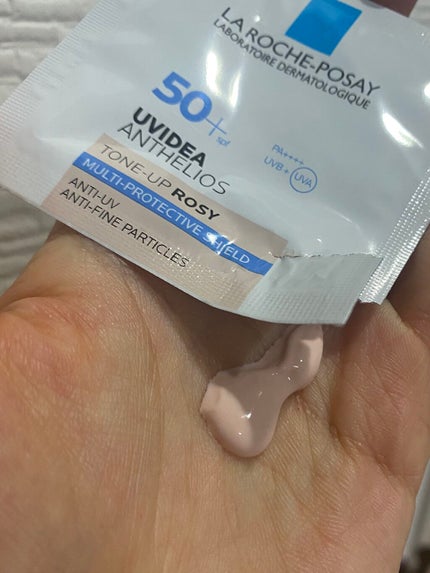 LA ROCHE-POSAY
LABORATOIRE DERMATOLOGIQUE
50+
spf
PA++++
UVB+ UVA
UVIDEA
ANTHELIOS
TONE-UP ROSY
MULTI-PROTECTIVE SHIELD
ANTI-UV
ANTI-FINE PARTICLES